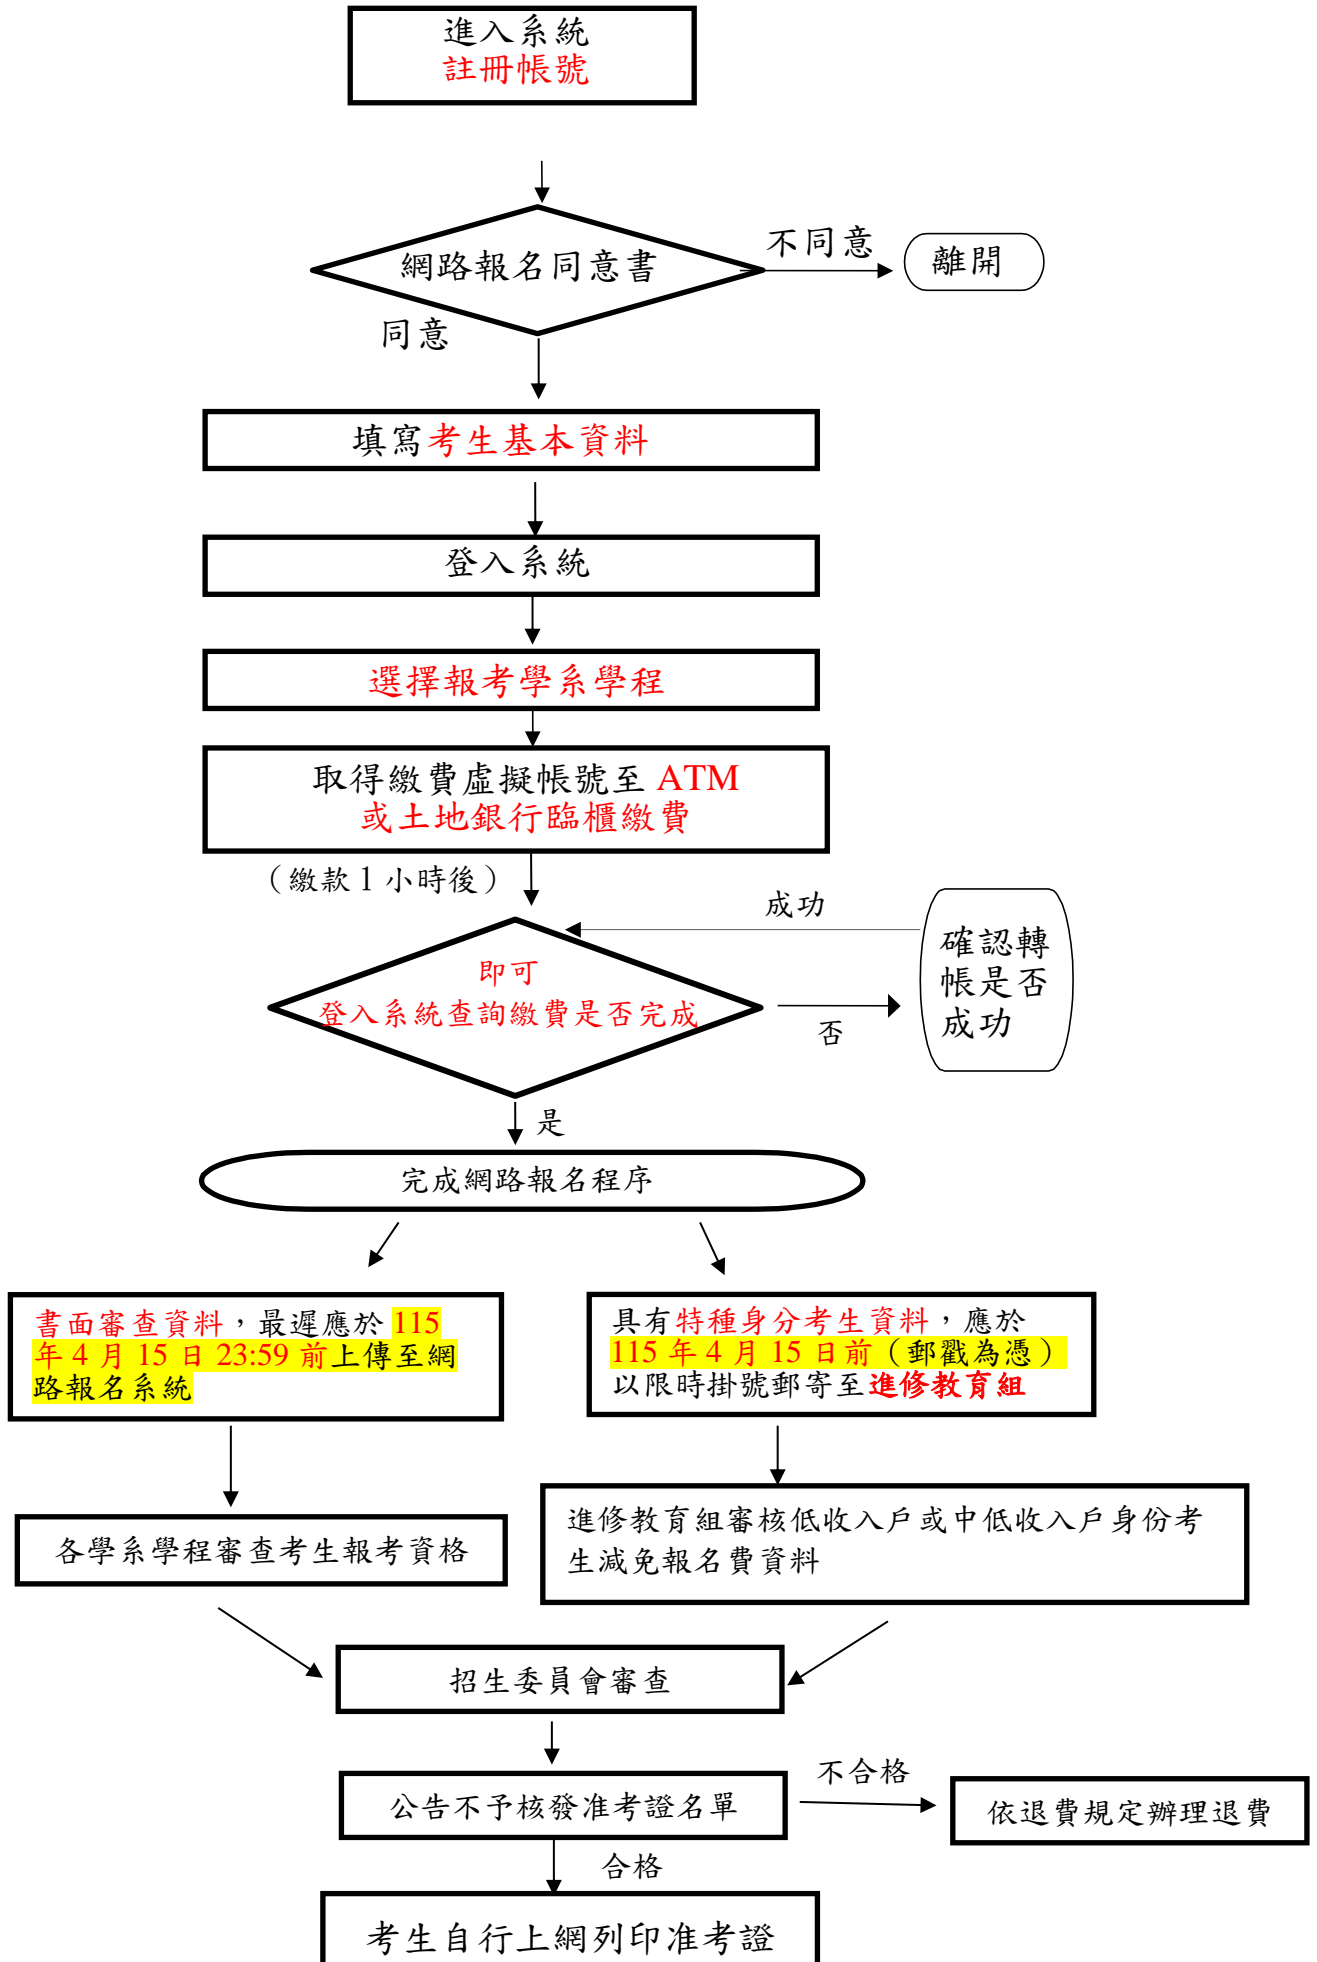 進入系統
註冊帳號
網路報名同意書
不同意
離開
同意
填寫考生基本資料
登入系統
選擇報考學系學程
取得繳費虛擬帳號至 ATM
或土地銀行臨櫃繳費
（繳款 1 小時後）
成功
確認轉
帳是否
成功
即可
登入系統查詢繳費是否完成
否
是
完成網路報名程序
書面審查資料，最遲應於 115
年 4 月 15 日 23:59 前上傳至網
路報名系統
具有特種身分考生資料，應於
115 年 4 月 15 日前（郵戳為憑）
以限時掛號郵寄至進修教育組
各學系學程審查考生報考資格
進修教育組審核低收入戶或中低收入戶身份考
生減免報名費資料
招生委員會審查
公告不予核發准考證名單
不合格
依退費規定辦理退費
合格
考生自行上網列印准考證